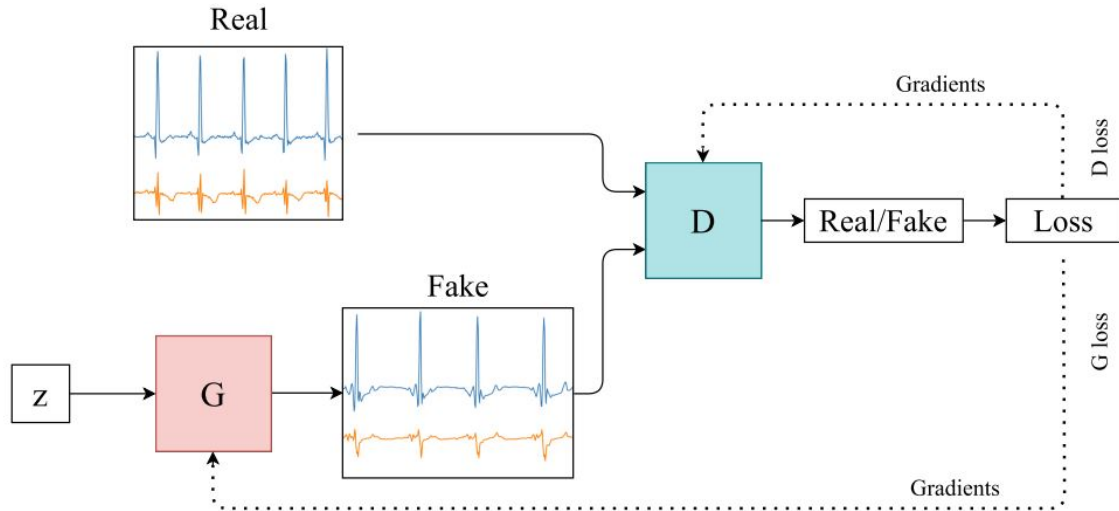 Real
Gradients
D loss
D
Real/Fake
Loss
Fake
z
G
G loss
Gradients